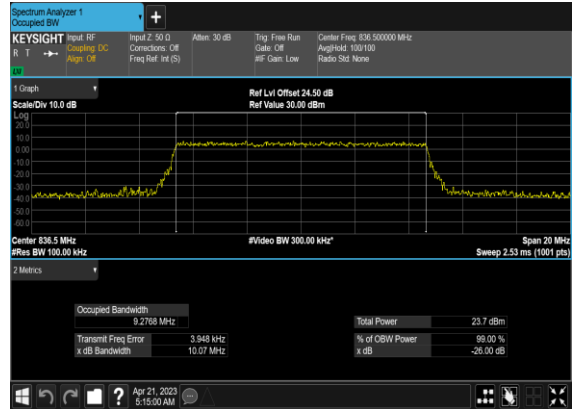 Spectrum Analyzer 1
Occupied BW
+
KEYSIGHT Input: RF Input Z: 50 Ω Atten: 30 dB Trig: Free Run Center Freq: 836.500000 MHz
R T Coupling: DC Corrections: Off Gate: Off Avg|Hold: 100/100
Align: Off Freq Ref: Int (S) #IF Gain: Low Radio Std: None
1 Graph
Ref Lvl Offset 24.50 dB
Scale/Div 10.0 dB Ref Value 30.00 dBm
Log
20.0
10.0
0.00
-10.0
-20.0
-30.0
-40.0
-50.0
-60.0
Center 836.5 MHz #Video BW 300.00 kHz* Span 20 MHz
#Res BW 100.00 kHz Sweep 2.53 ms (1001 pts)
2 Metrics
Occupied Bandwidth
9.2768 MHz Total Power 23.7 dBm
Transmit Freq Error 3.948 kHz % of OBW Power 99.00 %
x dB Bandwidth 10.07 MHz x dB -26.00 dB
? Apr 21, 2023
5:15:00 AM